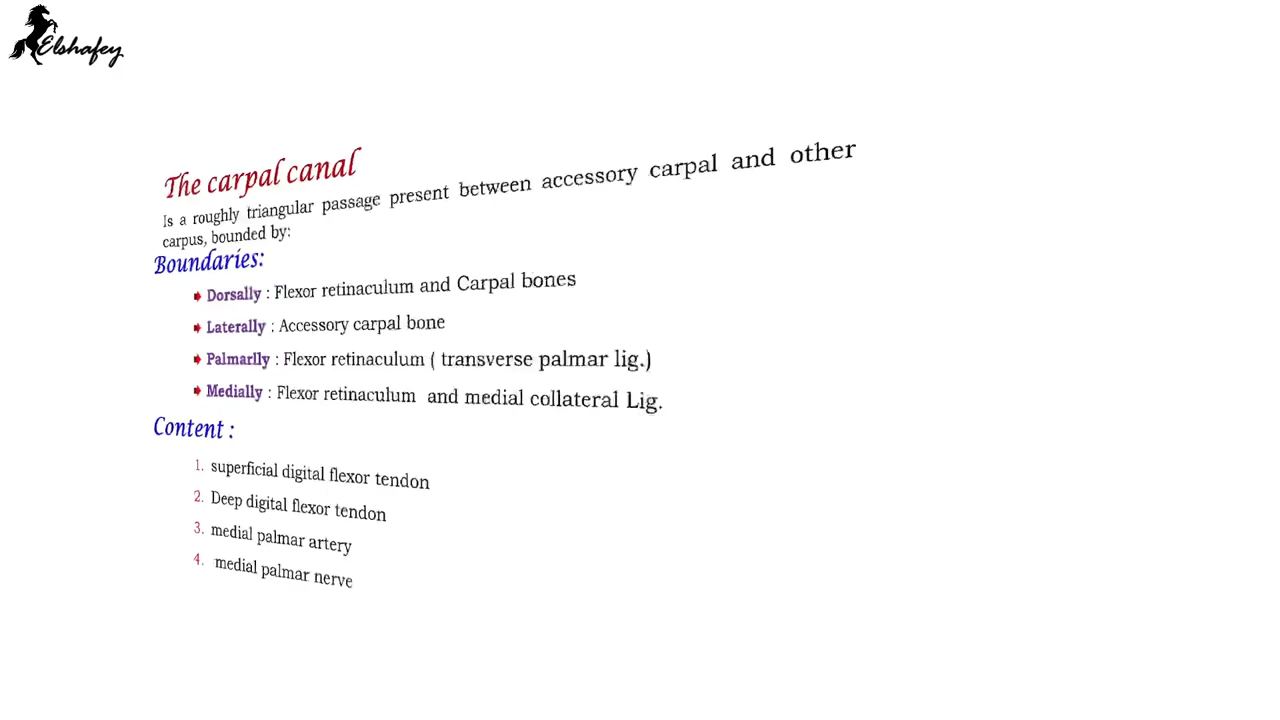 Elshafey
The carpal canal
Is a roughly triangular passage present between accessory carpal and other
carpus, bounded by:
Boundaries:
Dorsally : Flexor retinaculum and Carpal bones
Laterally : Accessory carpal bone
Palmarlly : Flexor retinaculum ( transverse palmar lig.)
Medially : Flexor retinaculum and medial collateral Lig.
Content :
1. superficial digital flexor tendon
2. Deep digital flexor tendon
3. medial palmar artery
4. medial palmar nerve